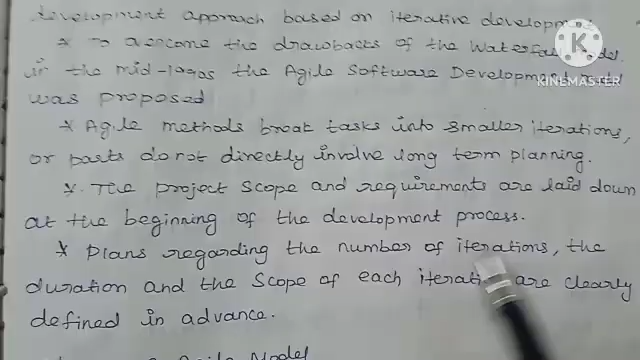 development approach based on iterative development
* To overcome the drawbacks of the Waterfall
in the mid-1990s the Agile Software Development
was proposed
* Agile methods break tasks into smaller iterations,
or parts do not directly involve long term planning.
* The project scope and requirements are laid down
at the beginning of the development process.
* Plans regarding the number of iterations, the
duration and the scope of each iterati are clearly
defined in advance.
Agile Model
KINEMASTER